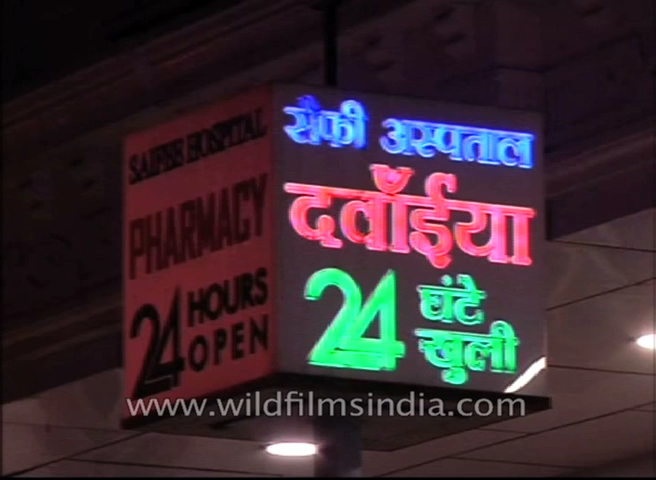 SAIFEE HOSPITAL
PHARMACY
24 HOURS
OPEN
सैफी अस्पताल
दवाँईया
24 घंटे
खुली
www.wildfilmsindia.com